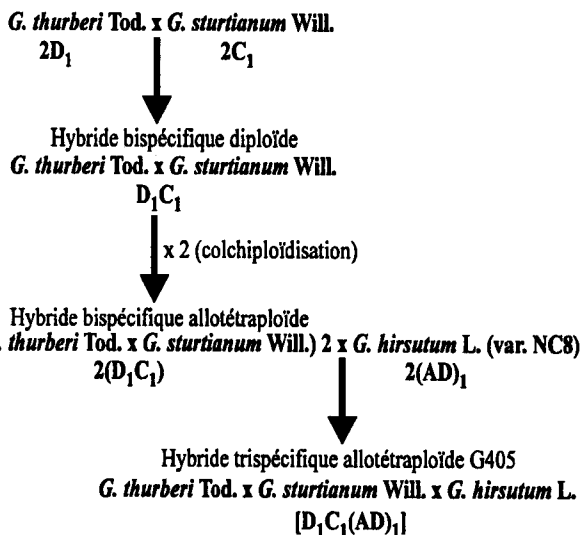 G. thurberi Tod. x G. sturtianum Will.
2D1 2C1
Hybride bispécifique diploïde
G. thurberi Tod. x G. sturtianum Will.
D1C1
x 2 (colchiploïdisation)
Hybride bispécifique allotétraploïde
. thurberi Tod. x G. sturtianum Will.) 2 x G. hirsutum L. (var. NC8)
2(D1C1) 2(AD)1
Hybride trispécifique allotétraploïde G405
G. thurberi Tod. x G. sturtianum Will. x G. hirsutum L.
[D1C1(AD)1]